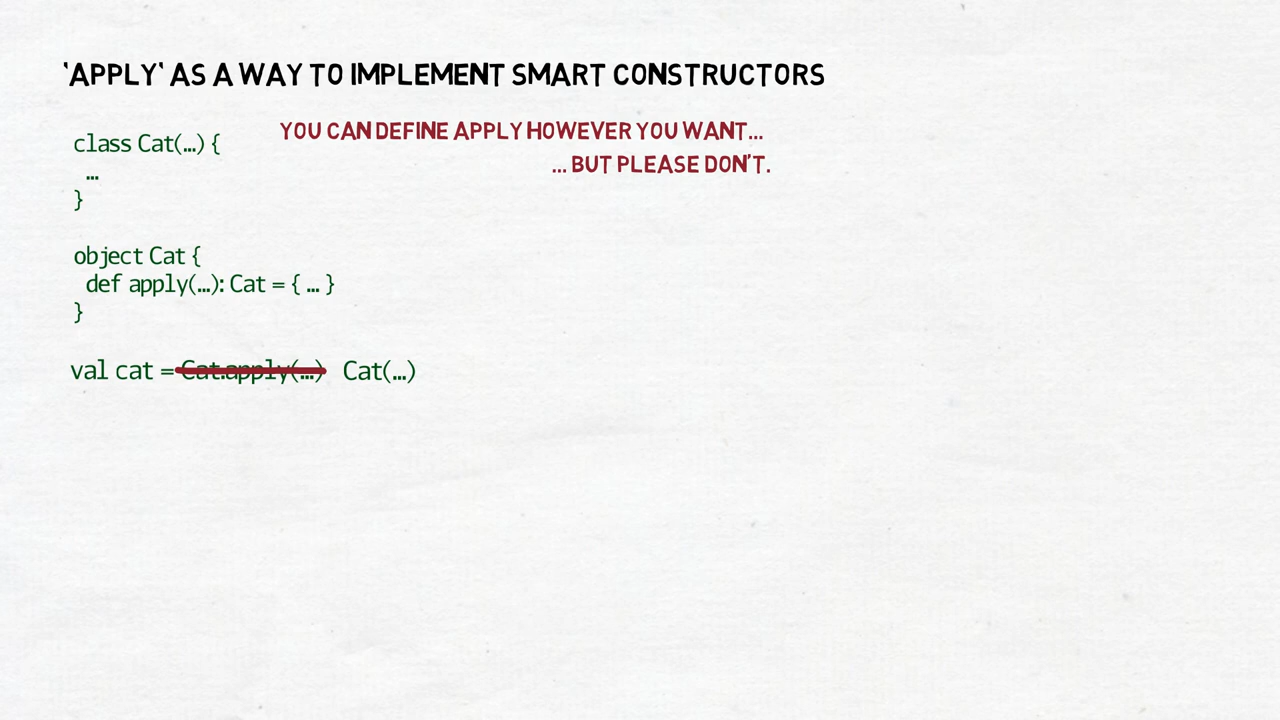 'APPLY' AS A WAY TO IMPLEMENT SMART CONSTRUCTORS
YOU CAN DEFINE APPLY HOWEVER YOU WANT...
... BUT PLEASE DON'T.
class Cat(…) {
…
}
object Cat {
def apply(…): Cat = { … }
}
val cat = Cat.apply(…) Cat(…)